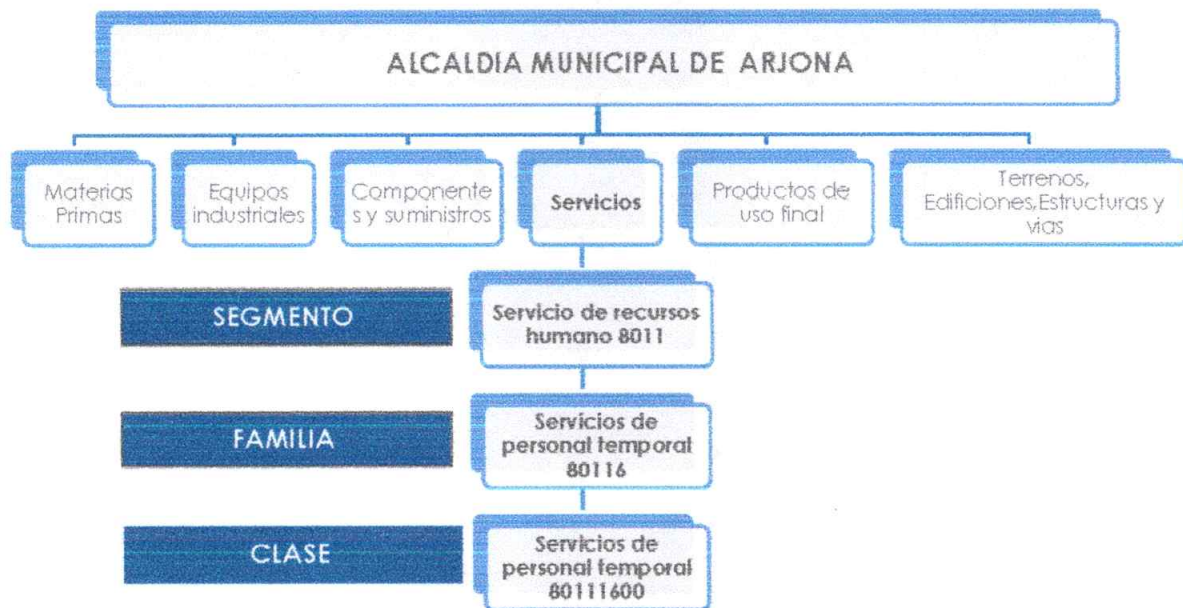 ALCALDIA MUNICIPAL DE ARJONA
Materias
Primas
Equipos
industriales
Componente
s y suministros
Servicios
Productos de
uso final
Terrenos,
Edificiones,Estructuras y
vias
SEGMENTO
Servicio de recursos
humano 8011
FAMILIA
Servicios de
personal temporal
80116
CLASE
Servicios de
personal temporal
80111600